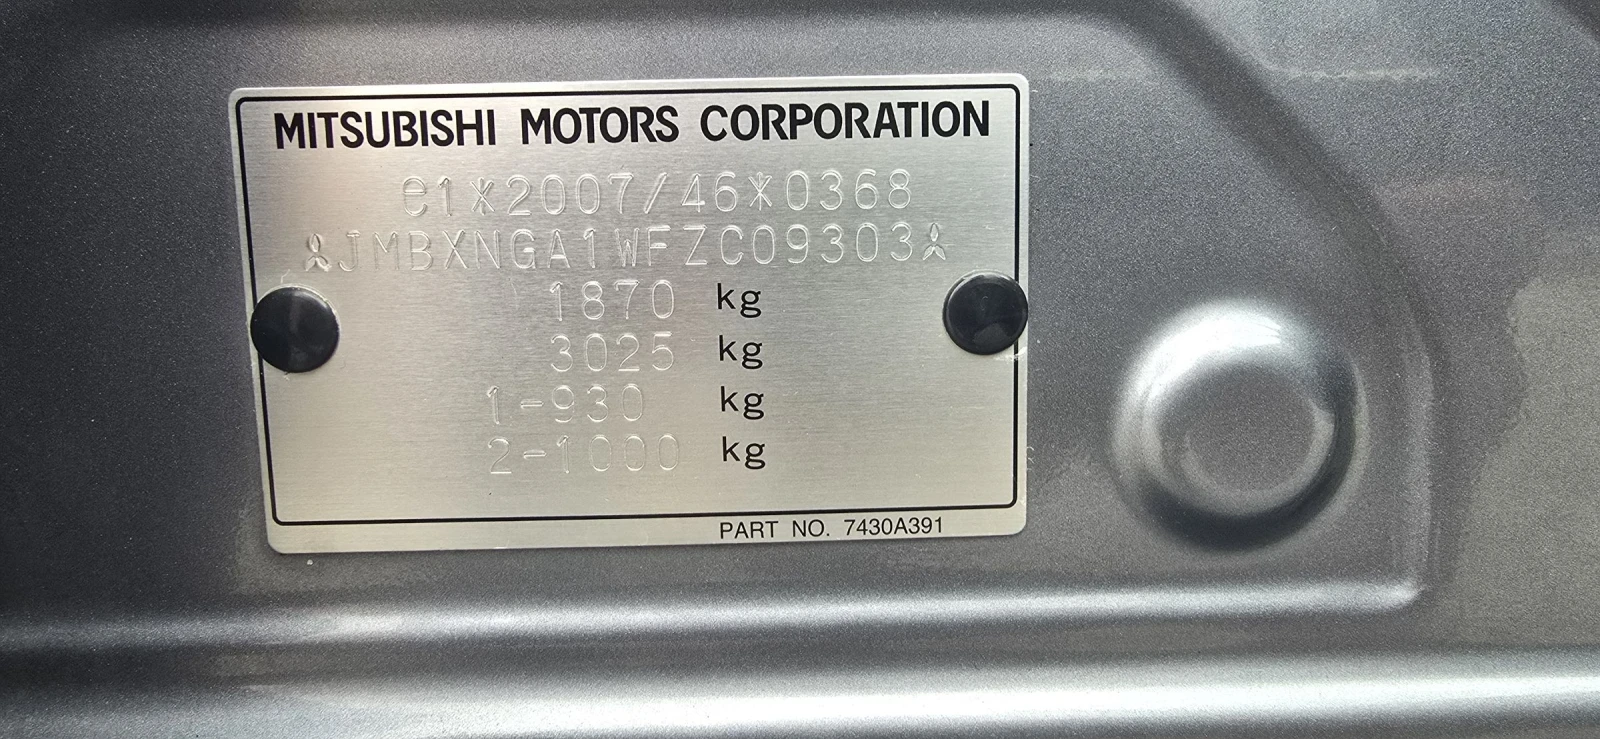 MITSUBISHI MOTORS CORPORATION
e1*2007/46*0368
JMBXNGA1WFZC09303
1870 kg
3025 kg
1-930 kg
2-1000 kg
PART NO. 7430A391